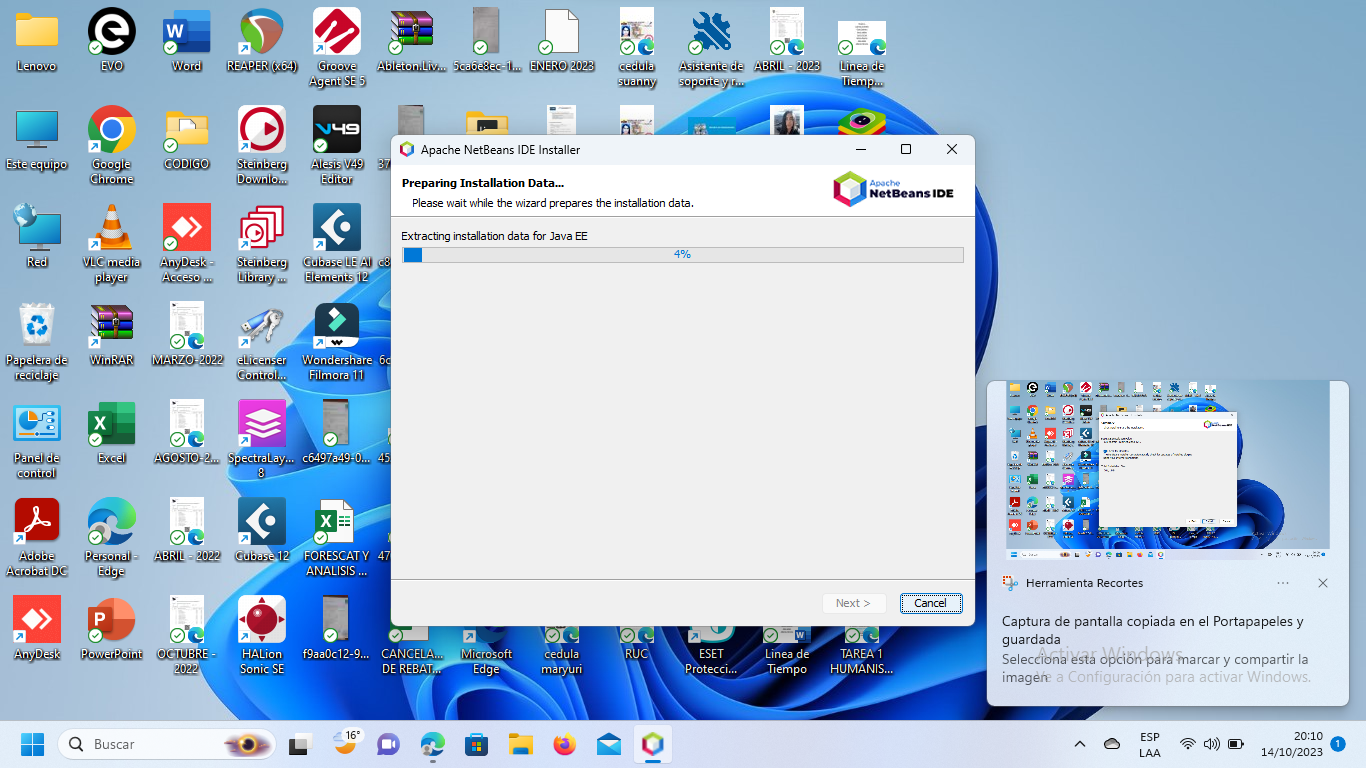 Lenovo
EVO
Word
REAPER (x64)
Groove
Agent SE 5
Ableton.Liv...
5ca6e8ec-1...
ENERO 2023
cedula
suanny
Asistente de
soporte y r...
ABRIL - 2023
Linea de
Tiemp...
Este equipo
Google
Chrome
CODIGO
Steinberg
Downlo...
V49
Alesis V49
Editor
37
Red
VLC media
player
AnyDesk -
Acceso ...
Steinberg
Library ...
Cubase LE AI
Elements 12
c8
Papelera de
reciclaje
WinRAR
MARZO-2022
eLicenser
Control...
Wondershare
Filmora 11
6c
Panel de
control
Excel
AGOSTO-2...
SpectraLay...
8
c6497a49-0...
45
Adobe
Acrobat DC
Personal -
Edge
ABRIL - 2022
Cubase 12
FORESCAT Y
ANALISIS ...
47
AnyDesk
PowerPoint
OCTUBRE -
2022
HALion
Sonic SE
f9aa0c12-9...
CANCELA...
DE REBAT...
Microsoft
Edge
cedula
maryuri
RUC
ESET
Protecci...
Linea de
Tiempo
TAREA 1
HUMANIS...
Apache NetBeans IDE Installer
Preparing Installation Data...
Please wait while the wizard prepares the installation data.
Apache
NetBeans IDE
Extracting installation data for Java EE
4%
Next >
Cancel
Herramienta Recortes
Captura de pantalla copiada en el Portapapeles y
guardada
Selecciona esta opción para marcar y compartir la
imagen
Activar Windows
Ve a Configuración para activar Windows.
Buscar
16°
ESP
LAA
20:10
14/10/2023
1